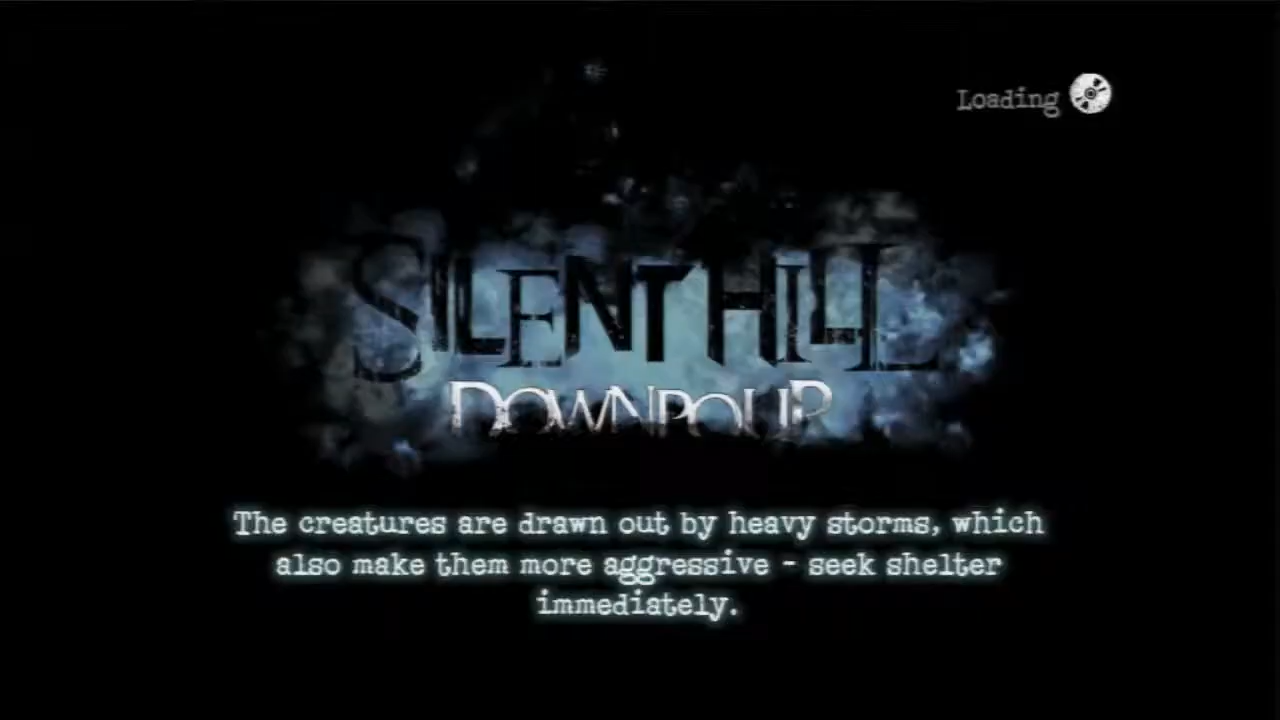 Loading
SILENT HILL
DOWNPOUR
The creatures are drawn out by heavy storms, which
also make them more aggressive - seek shelter
immediately.